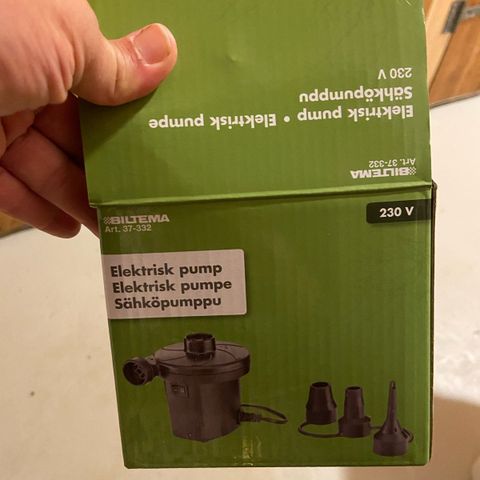 Elektrisk pump • Elektrisk pumpe
Sähköpumppu
230 V
BILTEMA
Art. 37-332
BILTEMA
Art. 37-332
230 V
Elektrisk pump
Elektrisk pumpe
Sähköpumppu